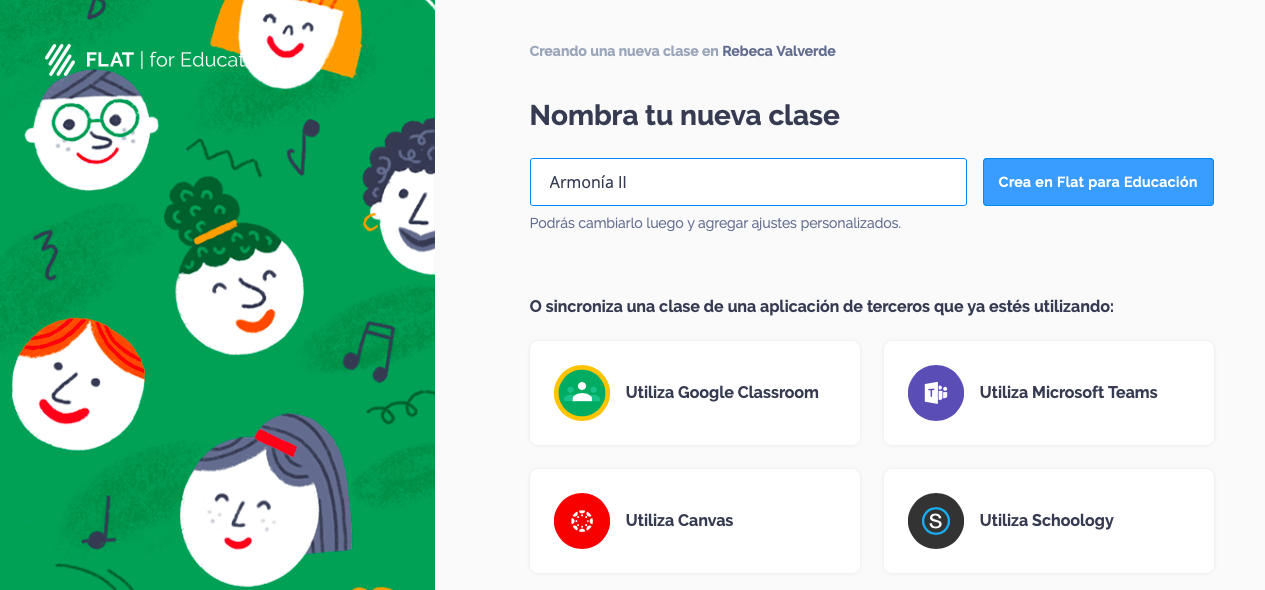 FLAT | for Educat
Creando una nueva clase en Rebeca Valverde
Nombra tu nueva clase
Armonía II
Crea en Flat para Educación
Podrás cambiarlo luego y agregar ajustes personalizados.
O sincroniza una clase de una aplicación de terceros que ya estés utilizando:
Utiliza Google Classroom
T
Utiliza Microsoft Teams
Utiliza Canvas
S
Utiliza Schoology